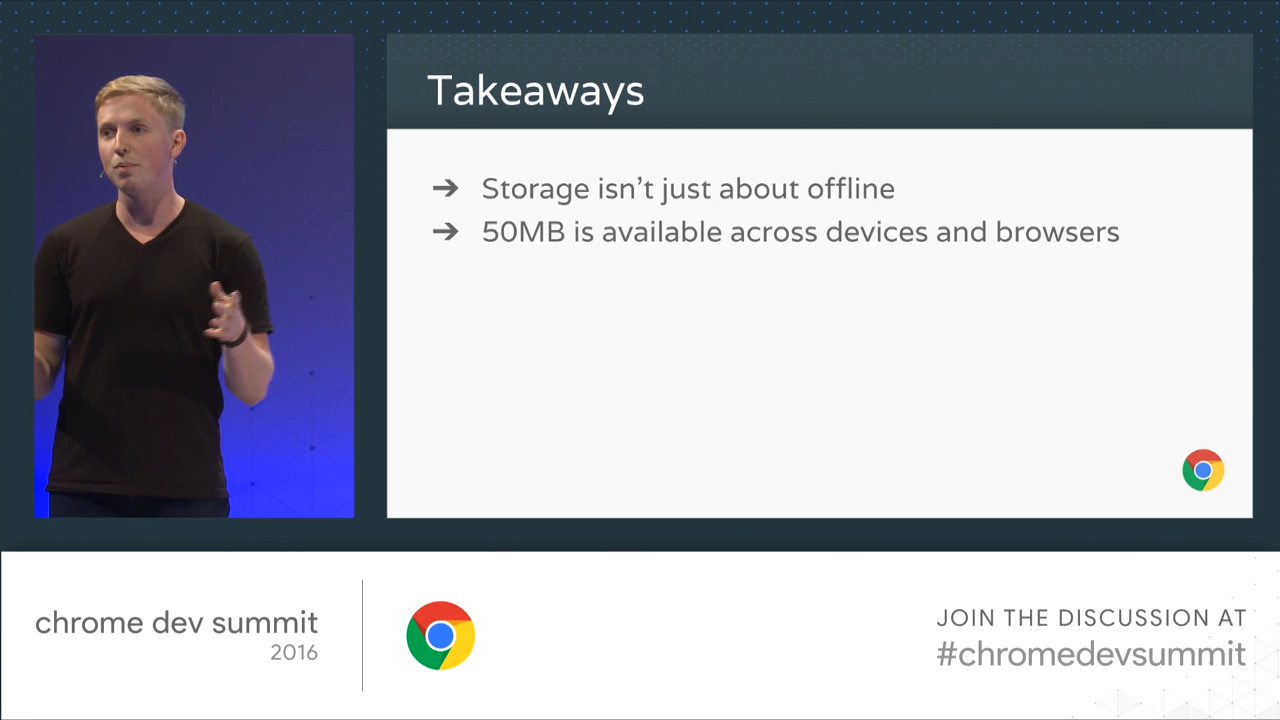 Takeaways
➔ Storage isn't just about offline
➔ 50MB is available across devices and browsers
chrome dev summit
2016
JOIN THE DISCUSSION AT
#chromedevsummit